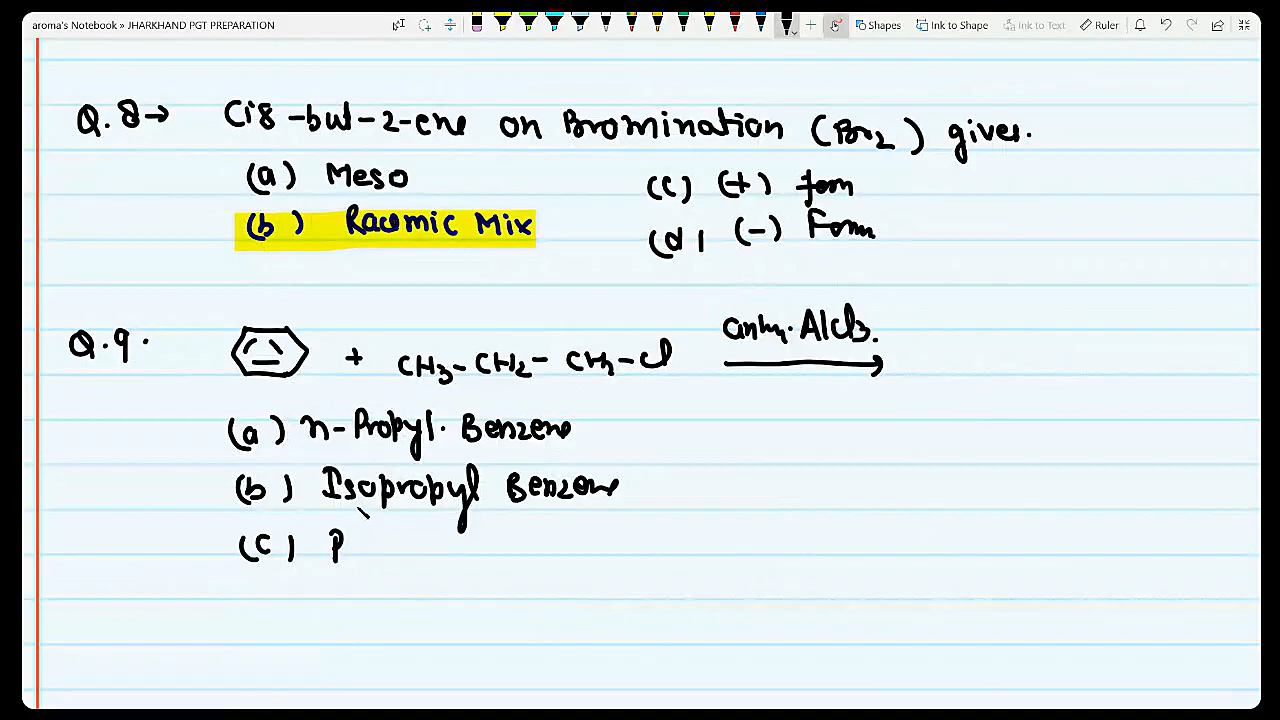 aroma's Notebook » JHARKHAND PGT PREPARATION
Shapes Ink to Shape Ink to Text Ruler
Q.8→ Cis-but-2-ene on Bromination (Br2) gives.
(a) Meso
(c) (+) form
(b) Racemic Mix
(d) (-) Form
Q.9. + CH3-CH2-CH2-Cl anhy. AlCl3.
(a) n-Propyl. Benzene
(b) Isopropyl Benzene
(c) P